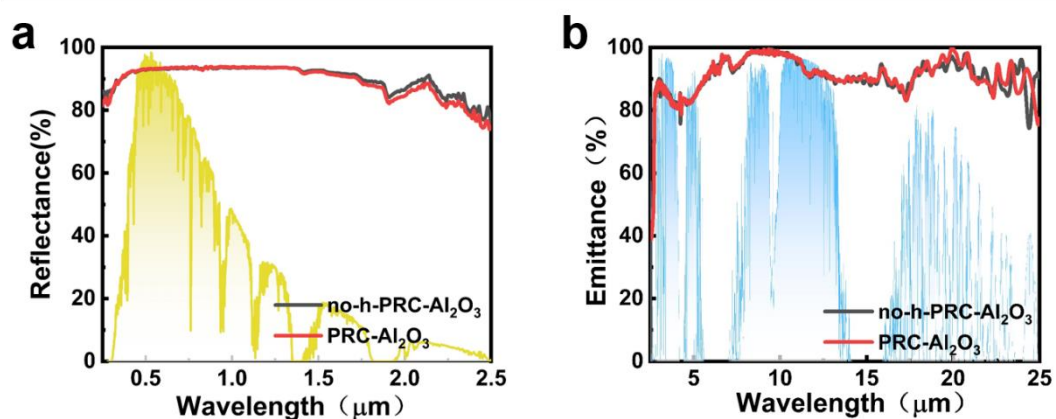 a
Reflectance(%)
100
80
60
40
20
0
no-h-PRC-Al₂O₃
PRC-Al₂O₃
0.5 1.0 1.5 2.0 2.5
Wavelength（μm）
b
Emittance（%）
100
80
60
40
20
0
no-h-PRC-Al₂O₃
PRC-Al₂O₃
5 10 15 20 25
Wavelength（μm）